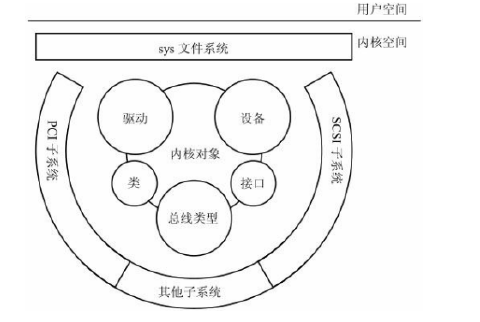 用户空间
sys 文件系统
内核空间
驱动
设备
PCI 子系统
内核对象
SCSI 子系统
类
接口
总线类型
其他子系统